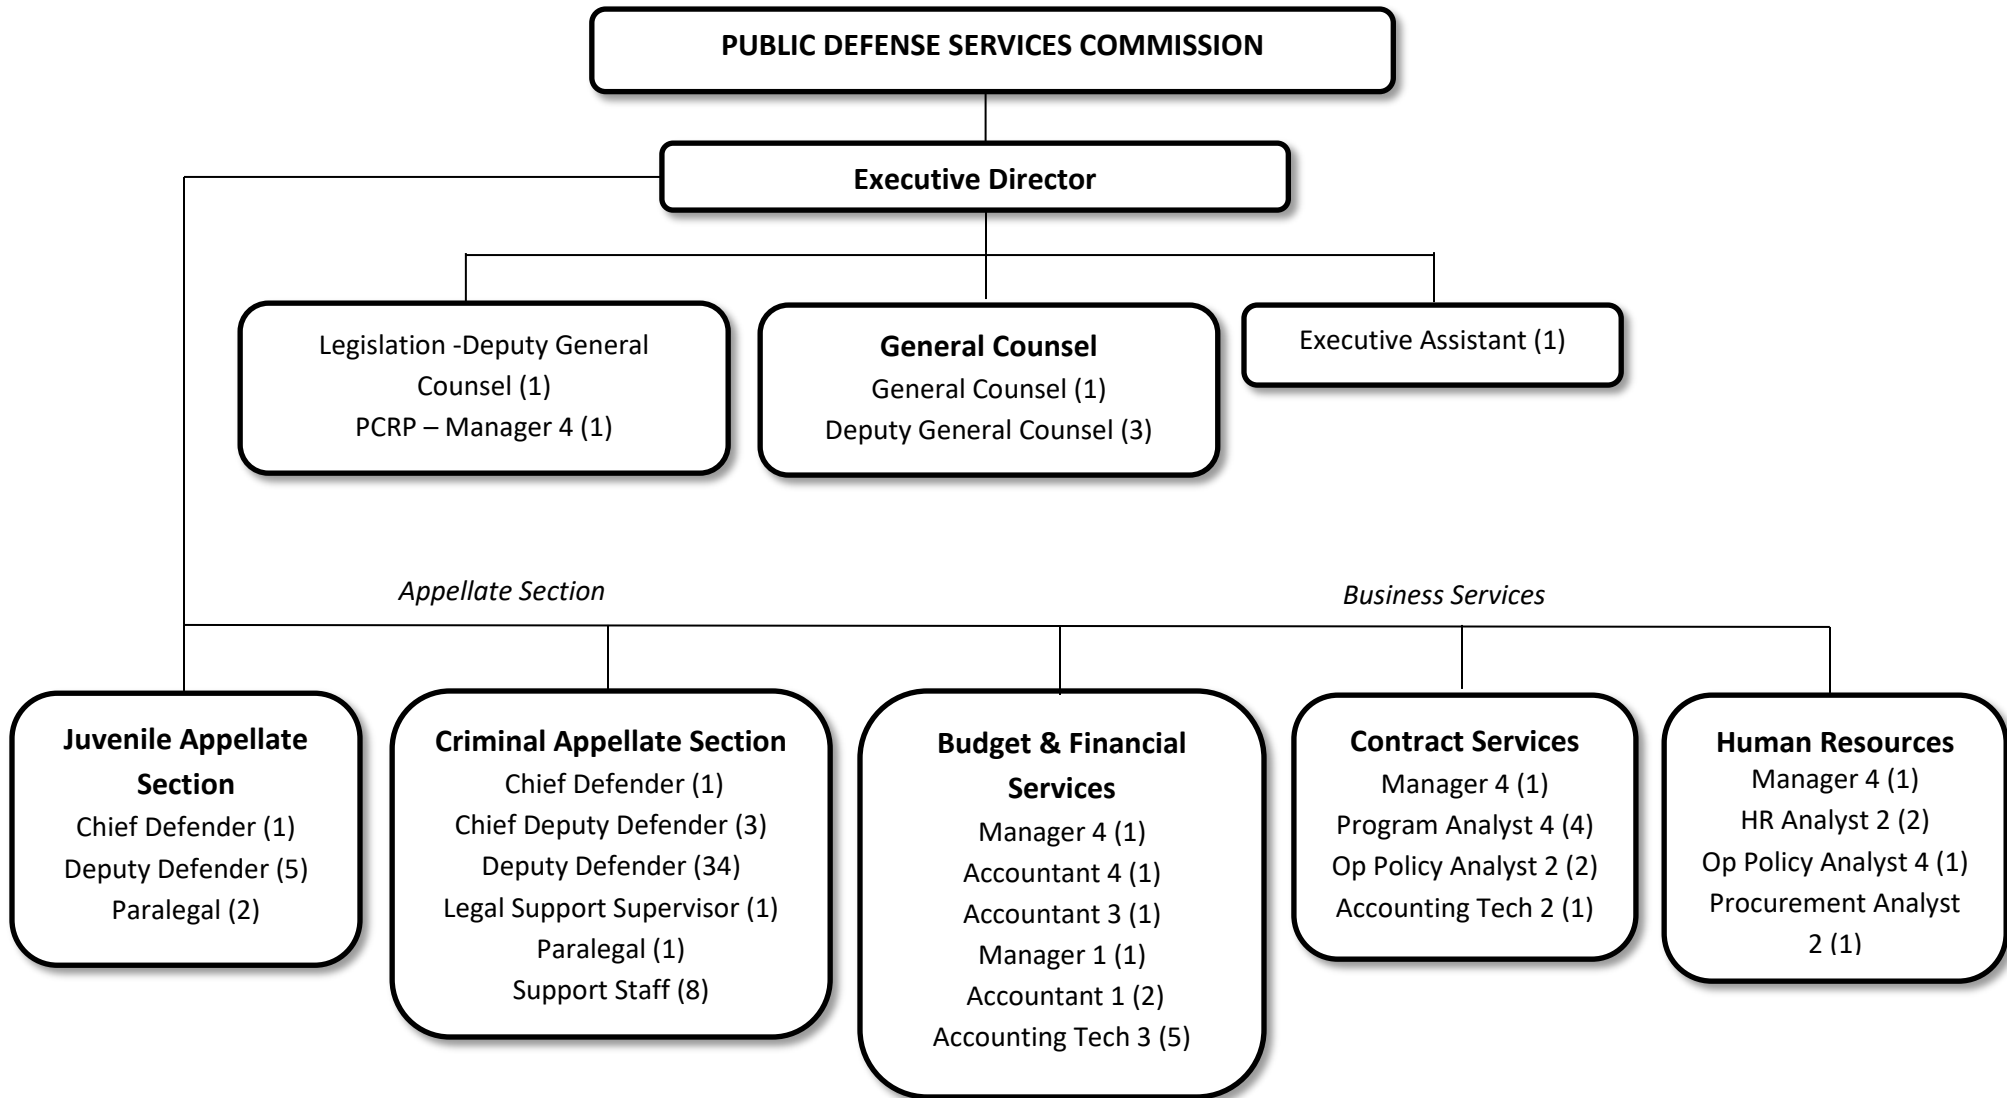 PUBLIC DEFENSE SERVICES COMMISSION
Executive Director
Legislation -Deputy General
Counsel (1)
PCRP – Manager 4 (1)
General Counsel
General Counsel (1)
Deputy General Counsel (3)
Executive Assistant (1)
Appellate Section
Business Services
Juvenile Appellate
Section
Chief Defender (1)
Deputy Defender (5)
Paralegal (2)
Criminal Appellate Section
Chief Defender (1)
Chief Deputy Defender (3)
Deputy Defender (34)
Legal Support Supervisor (1)
Paralegal (1)
Support Staff (8)
Budget & Financial
Services
Manager 4 (1)
Accountant 4 (1)
Accountant 3 (1)
Manager 1 (1)
Accountant 1 (2)
Accounting Tech 3 (5)
Contract Services
Manager 4 (1)
Program Analyst 4 (4)
Op Policy Analyst 2 (2)
Accounting Tech 2 (1)
Human Resources
Manager 4 (1)
HR Analyst 2 (2)
Op Policy Analyst 4 (1)
Procurement Analyst
2 (1)